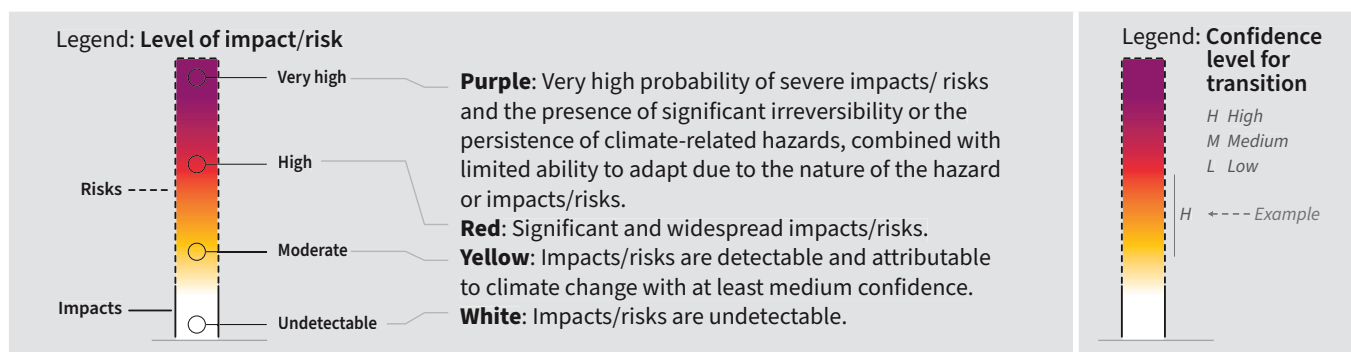 Legend: Level of impact/risk
Very high
High
Risks
Moderate
Impacts
Undetectable
Purple: Very high probability of severe impacts/ risks
and the presence of significant irreversibility or the
persistence of climate-related hazards, combined with
limited ability to adapt due to the nature of the hazard
or impacts/risks.
Red: Significant and widespread impacts/risks.
Yellow: Impacts/risks are detectable and attributable
to climate change with at least medium confidence.
White: Impacts/risks are undetectable.
Legend: Confidence
level for
transition
H High
M Medium
L Low
H
Example